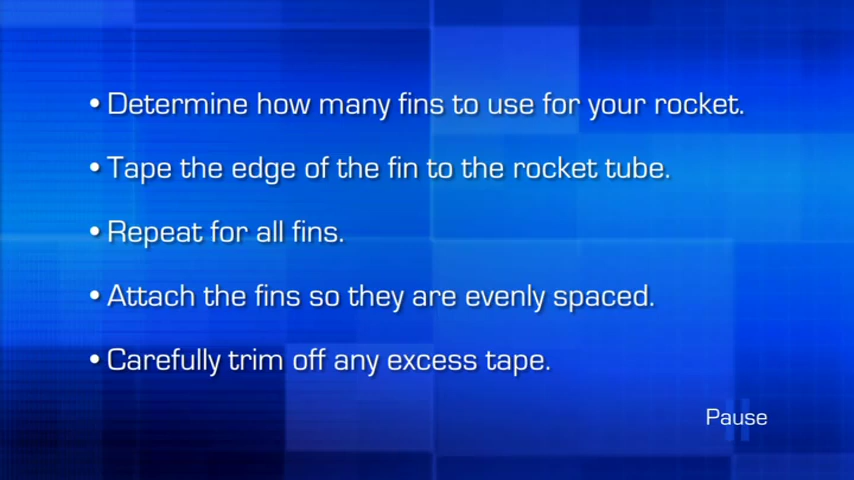 • Determine how many fins to use for your rocket.
• Tape the edge of the fin to the rocket tube.
• Repeat for all fins.
• Attach the fins so they are evenly spaced.
• Carefully trim off any excess tape.
Pause